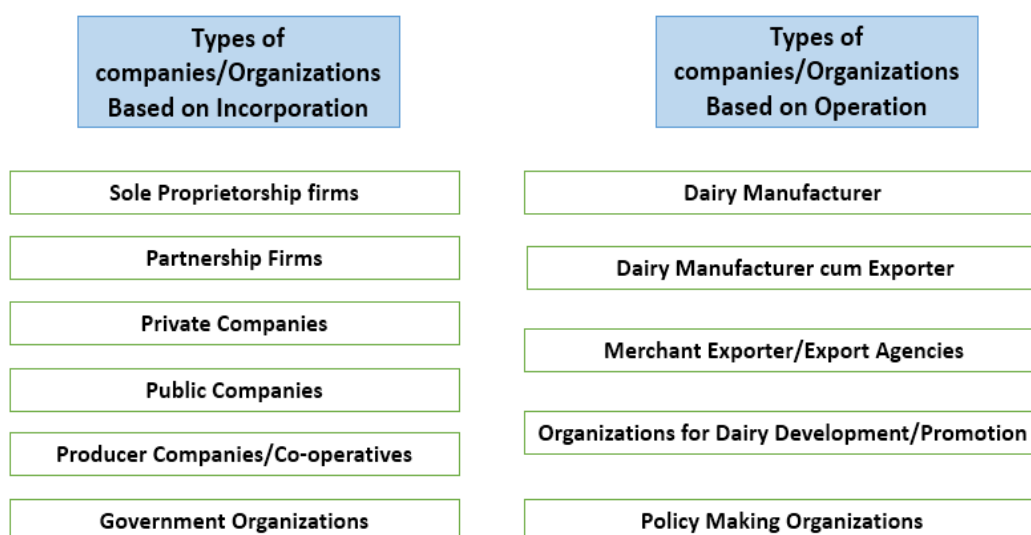 Types of
companies/Organizations
Based on Incorporation
Sole Proprietorship firms
Partnership Firms
Private Companies
Public Companies
Producer Companies/Co-operatives
Government Organizations
Types of
companies/Organizations
Based on Operation
Dairy Manufacturer
Dairy Manufacturer cum Exporter
Merchant Exporter/Export Agencies
Organizations for Dairy Development/Promotion
Policy Making Organizations